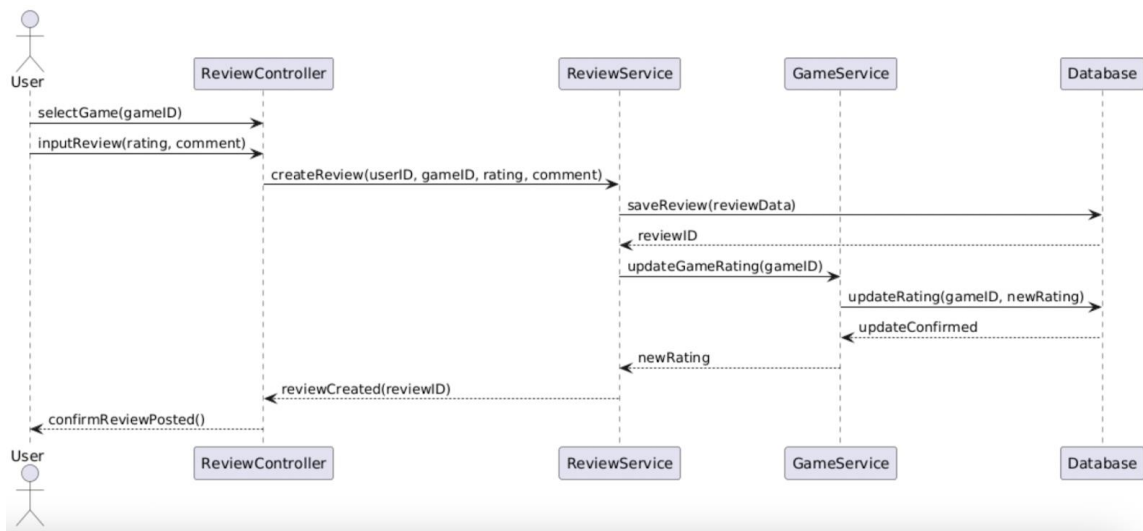 User
ReviewController
ReviewService
GameService
Database
selectGame(gameID)
inputReview(rating, comment)
createReview(userID, gameID, rating, comment)
saveReview(reviewData)
reviewID
updateGameRating(gameID)
updateRating(gameID, newRating)
updateConfirmed
newRating
reviewCreated(reviewID)
confirmReviewPosted()
User
ReviewController
ReviewService
GameService
Database